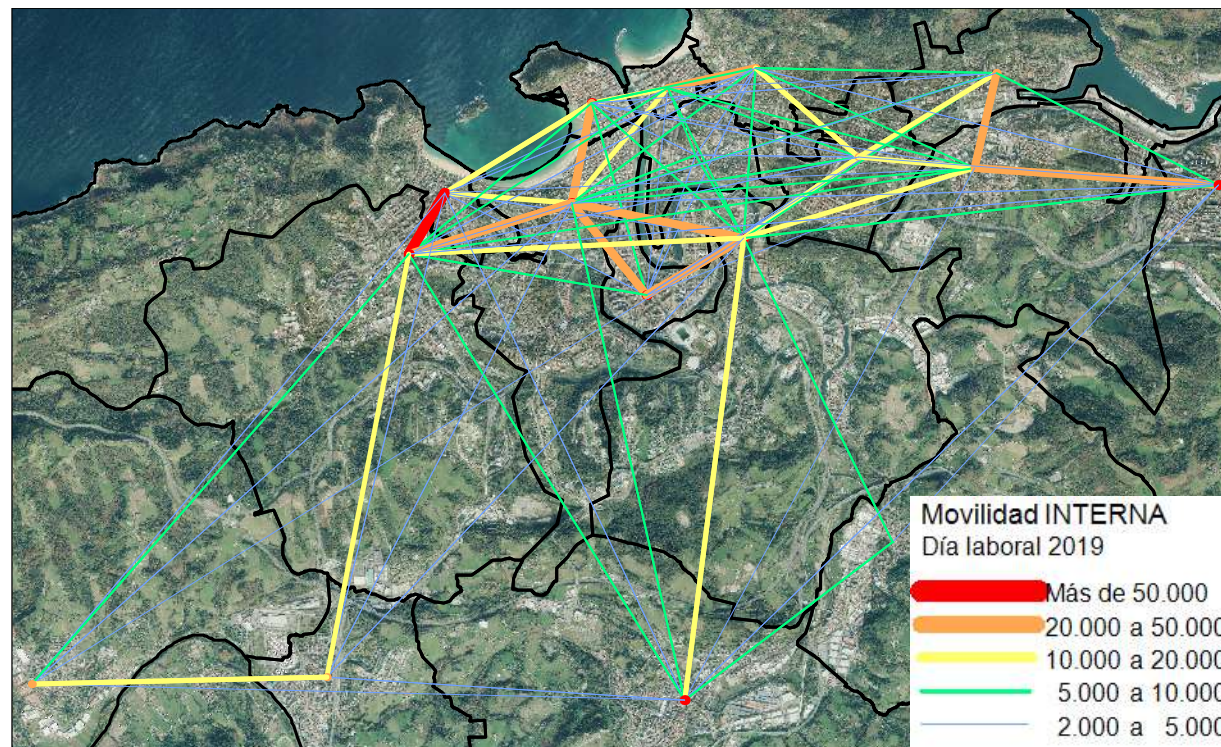 Movilidad INTERNA
Día laboral 2019
Más de 50.000
20.000 a 50.000
10.000 a 20.000
5.000 a 10.000
2.000 a 5.000